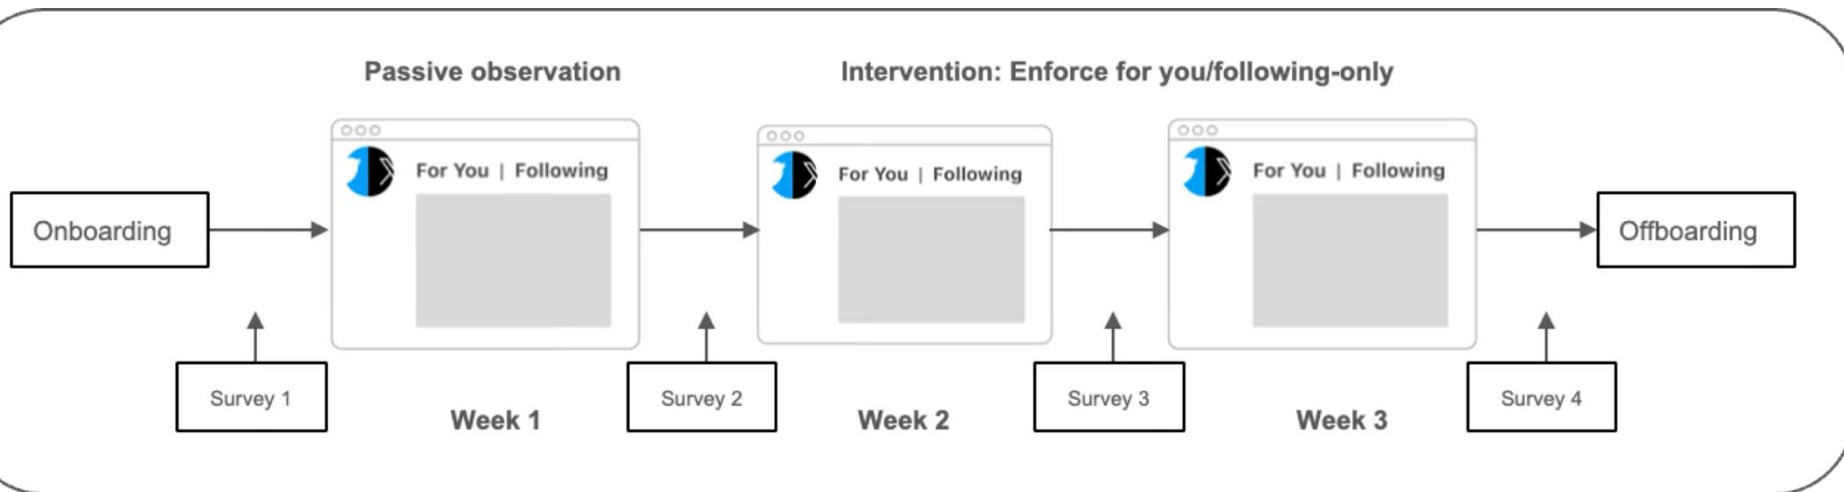 Passive observation
Intervention: Enforce for you/following-only
For You | Following
For You | Following
For You | Following
Onboarding
Offboarding
Survey 1
Week 1
Survey 2
Week 2
Survey 3
Week 3
Survey 4